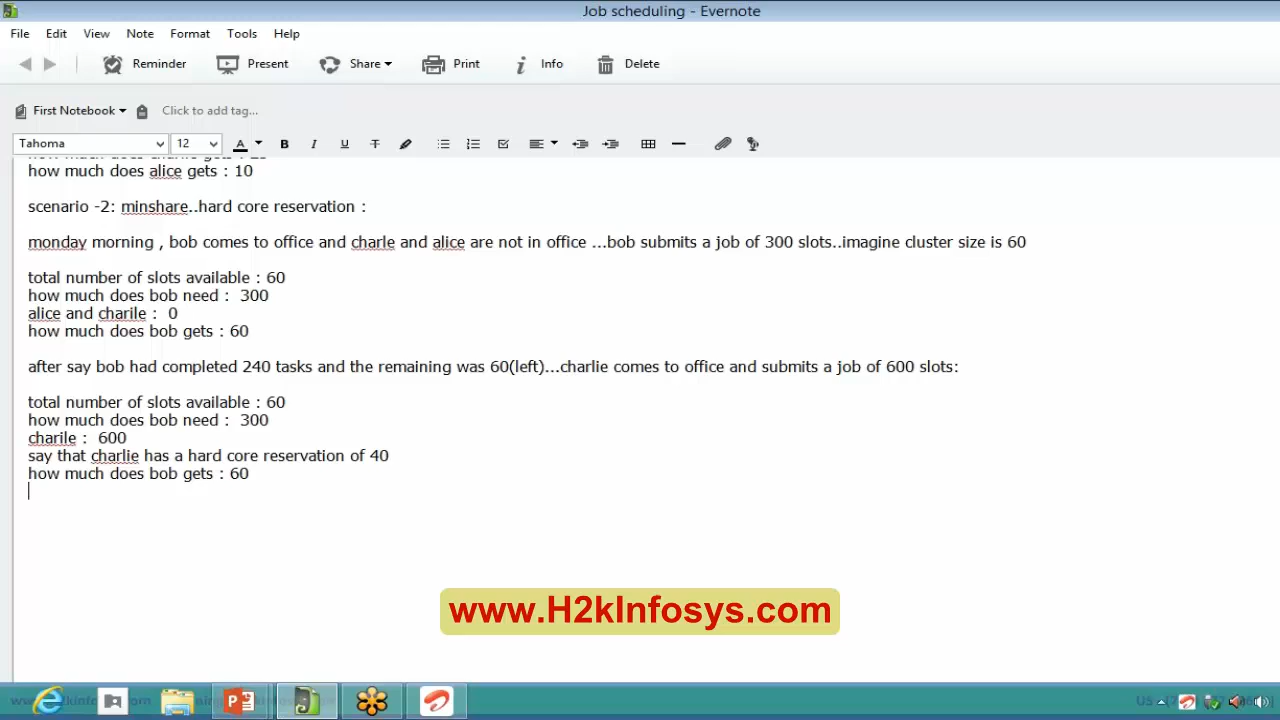 Job scheduling - Evernote
File Edit View Note Format Tools Help
Reminder Present Share Print Info Delete
First Notebook Click to add tag...
Tahoma 12 A B I T
how much does alice gets : 10
scenario -2: minshare..hard core reservation :
monday morning , bob comes to office and charle and alice are not in office ...bob submits a job of 300 slots..imagine cluster size is 60
total number of slots available : 60
how much does bob need : 300
alice and charile : 0
how much does bob gets : 60
after say bob had completed 240 tasks and the remaining was 60(left)...charlie comes to office and submits a job of 600 slots:
total number of slots available : 60
how much does bob need : 300
charile : 600
say that charlie has a hard core reservation of 40
how much does bob gets : 60
www.H2kInfosys.com